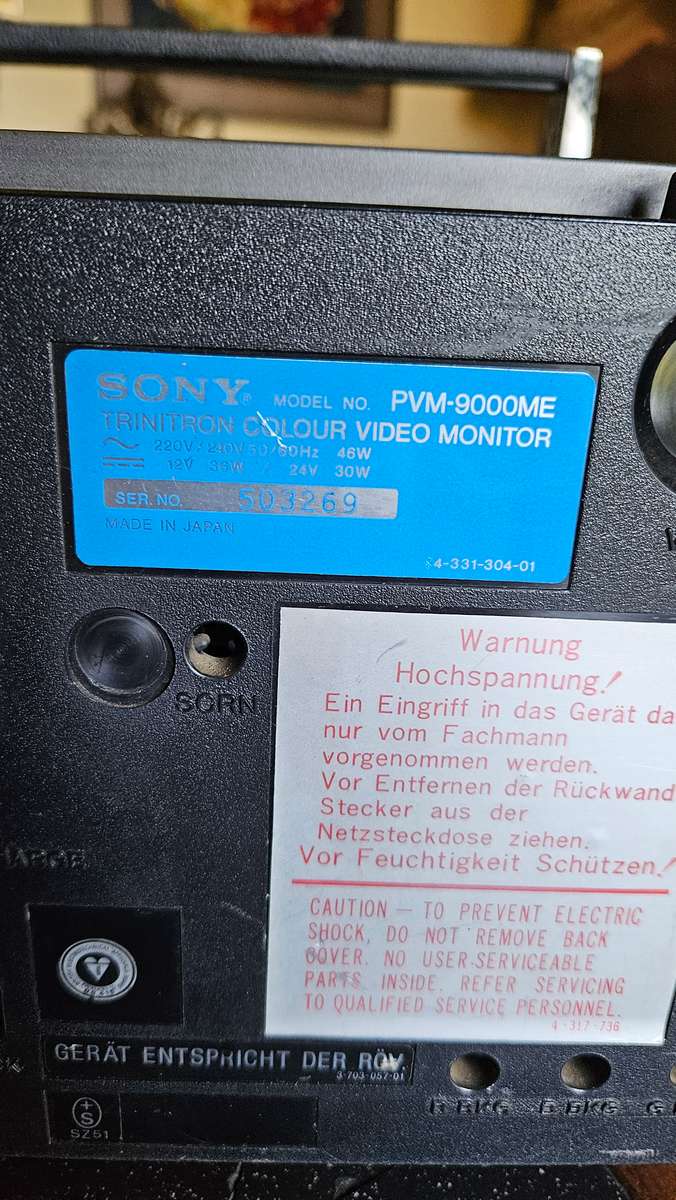 SONY® MODEL NO. PVM-9000ME
TRINITRON COLOUR VIDEO MONITOR
220V/240V 50/60Hz 46W
12V 36W / 24V 30W
SER. NO. 503269
MADE IN JAPAN
4-331-304-01
SCRN
Warnung
Hochspannung!
Ein Eingriff in das Gerät da
nur vom Fachmann
vorgenommen werden.
Vor Entfernen der Rückwand
Stecker aus der
Netzsteckdose ziehen.
Vor Feuchtigkeit Schützen!
CAUTION — TO PREVENT ELECTRIC
SHOCK, DO NOT REMOVE BACK
COVER. NO USER-SERVICEABLE
PARTS INSIDE. REFER SERVICING
TO QUALIFIED SERVICE PERSONNEL.
4-317-736
GERÄT ENTSPRICHT DER RÖV.
3-703-057-01
+
S
SZ51